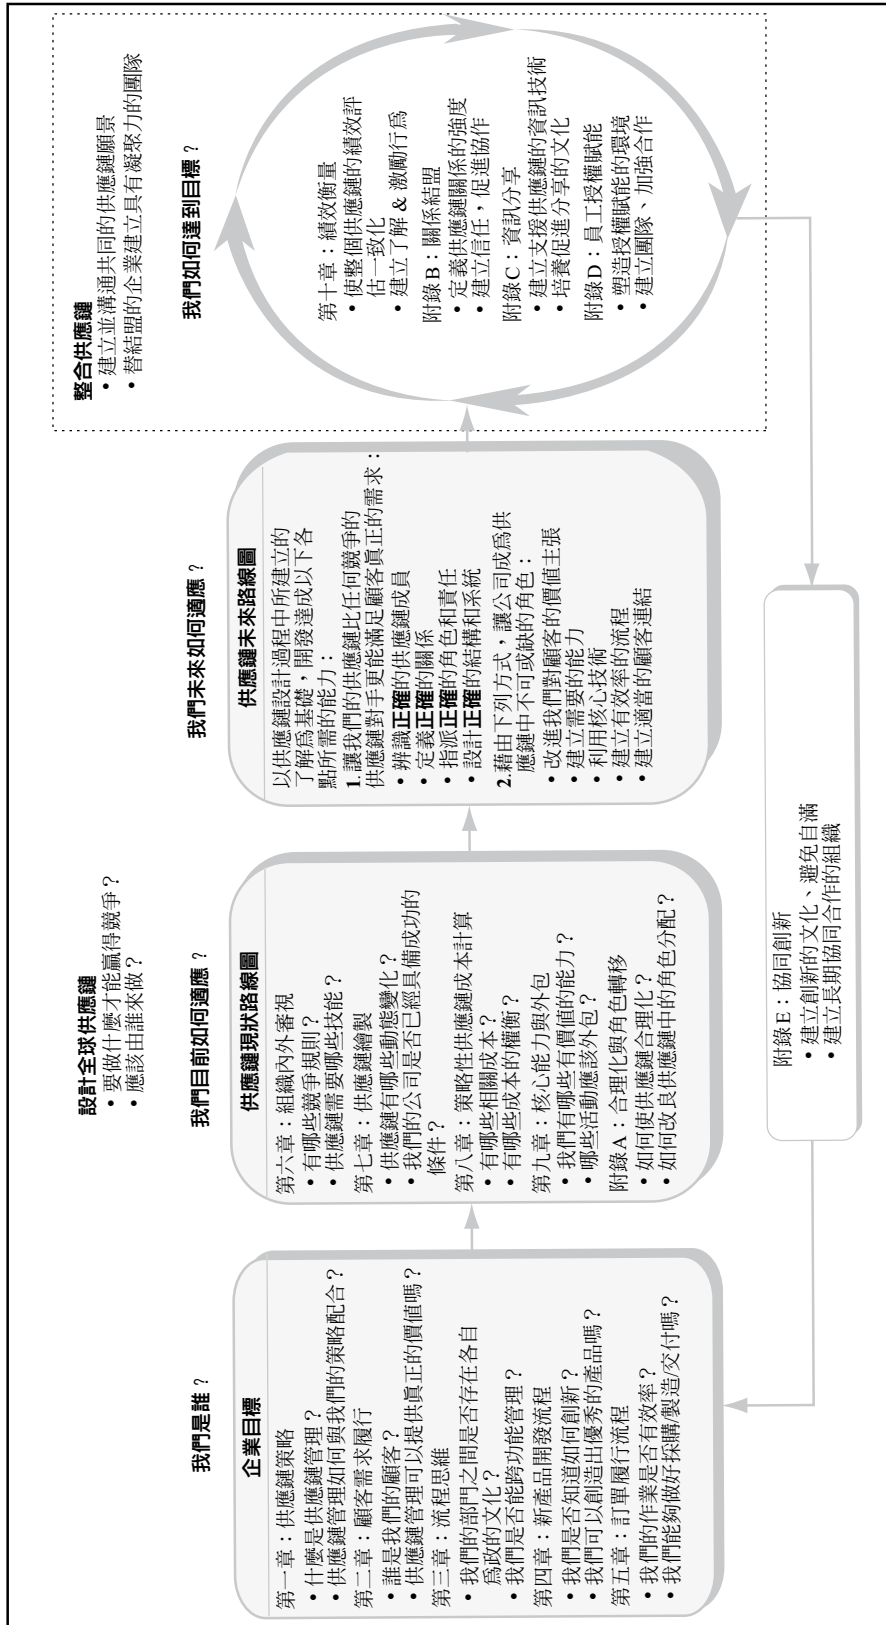 設計全球供應鏈
• 要做什麼才能贏得競爭？
• 應該由誰來做？
整合供應鏈
• 建立並溝通共同的供應鏈願景
• 替結盟的企業建立具有凝聚力的團隊
我們是誰？
企業目標
第一章：供應鏈策略
• 什麼是供應鏈管理？
• 供應鏈管理如何與我們的策略配合？
第二章：顧客需求履行
• 誰是我們的顧客？
• 供應鏈管理可以提供真正的價值嗎？
第三章：流程思維
• 我們的部門之間是否存在各自
為政的文化？
• 我們是否能跨功能管理？
第四章：新產品開發流程
• 我們是否知道如何創新？
• 我們可以創造出優秀的產品嗎？
第五章：訂單履行流程
• 我們的作業是否有效率？
• 我們能夠做好採購/製造/交付嗎？
我們目前如何適應？
供應鏈現狀路線圖
第六章：組織內外審視
• 有哪些競爭規則？
• 供應鏈需要哪些技能？
第七章：供應鏈繪製
• 供應鏈有哪些動態變化？
• 我們的公司是否已經具備成功的
條件？
第八章：策略性供應鏈成本計算
• 有哪些相關成本？
• 有哪些成本的權衡？
第九章：核心能力與外包
• 我們有哪些有價值的能力？
• 哪些活動應該外包？
附錄A：合理化與角色轉移
• 如何使供應鏈合理化？
• 如何改良供應鏈中的角色分配？
我們未來如何適應？
供應鏈未來路線圖
以供應鏈設計過程中所建立的
了解為基礎，開發達成以下各
點所需的能力：
1.讓我們的供應鏈比任何競爭的
供應鏈對手更能滿足顧客真正的需求：
• 辨識正確的供應鏈成員
• 定義正確的關係
• 指派正確的角色和責任
• 設計正確的結構和系統
2.藉由下列方式，讓公司成為供
應鏈中不可或缺的角色：
• 改進我們對顧客的價值主張
• 建立需要的能力
• 利用核心技術
• 建立有效率的流程
• 建立適當的顧客連結
我們如何達到目標？
第十章：績效衡量
• 使整個供應鏈的績效評
估一致化
• 建立了解 & 激勵行為
附錄B：關係結盟
• 定義供應鏈關係的強度
• 建立信任，促進協作
附錄C：資訊分享
• 建立支援供應鏈的資訊技術
• 培養促進分享的文化
附錄D：員工授權賦能
• 塑造授權賦能的環境
• 建立團隊、加強合作
附錄E：協同創新
• 建立創新的文化、避免自滿
• 建立長期協同合作的組織